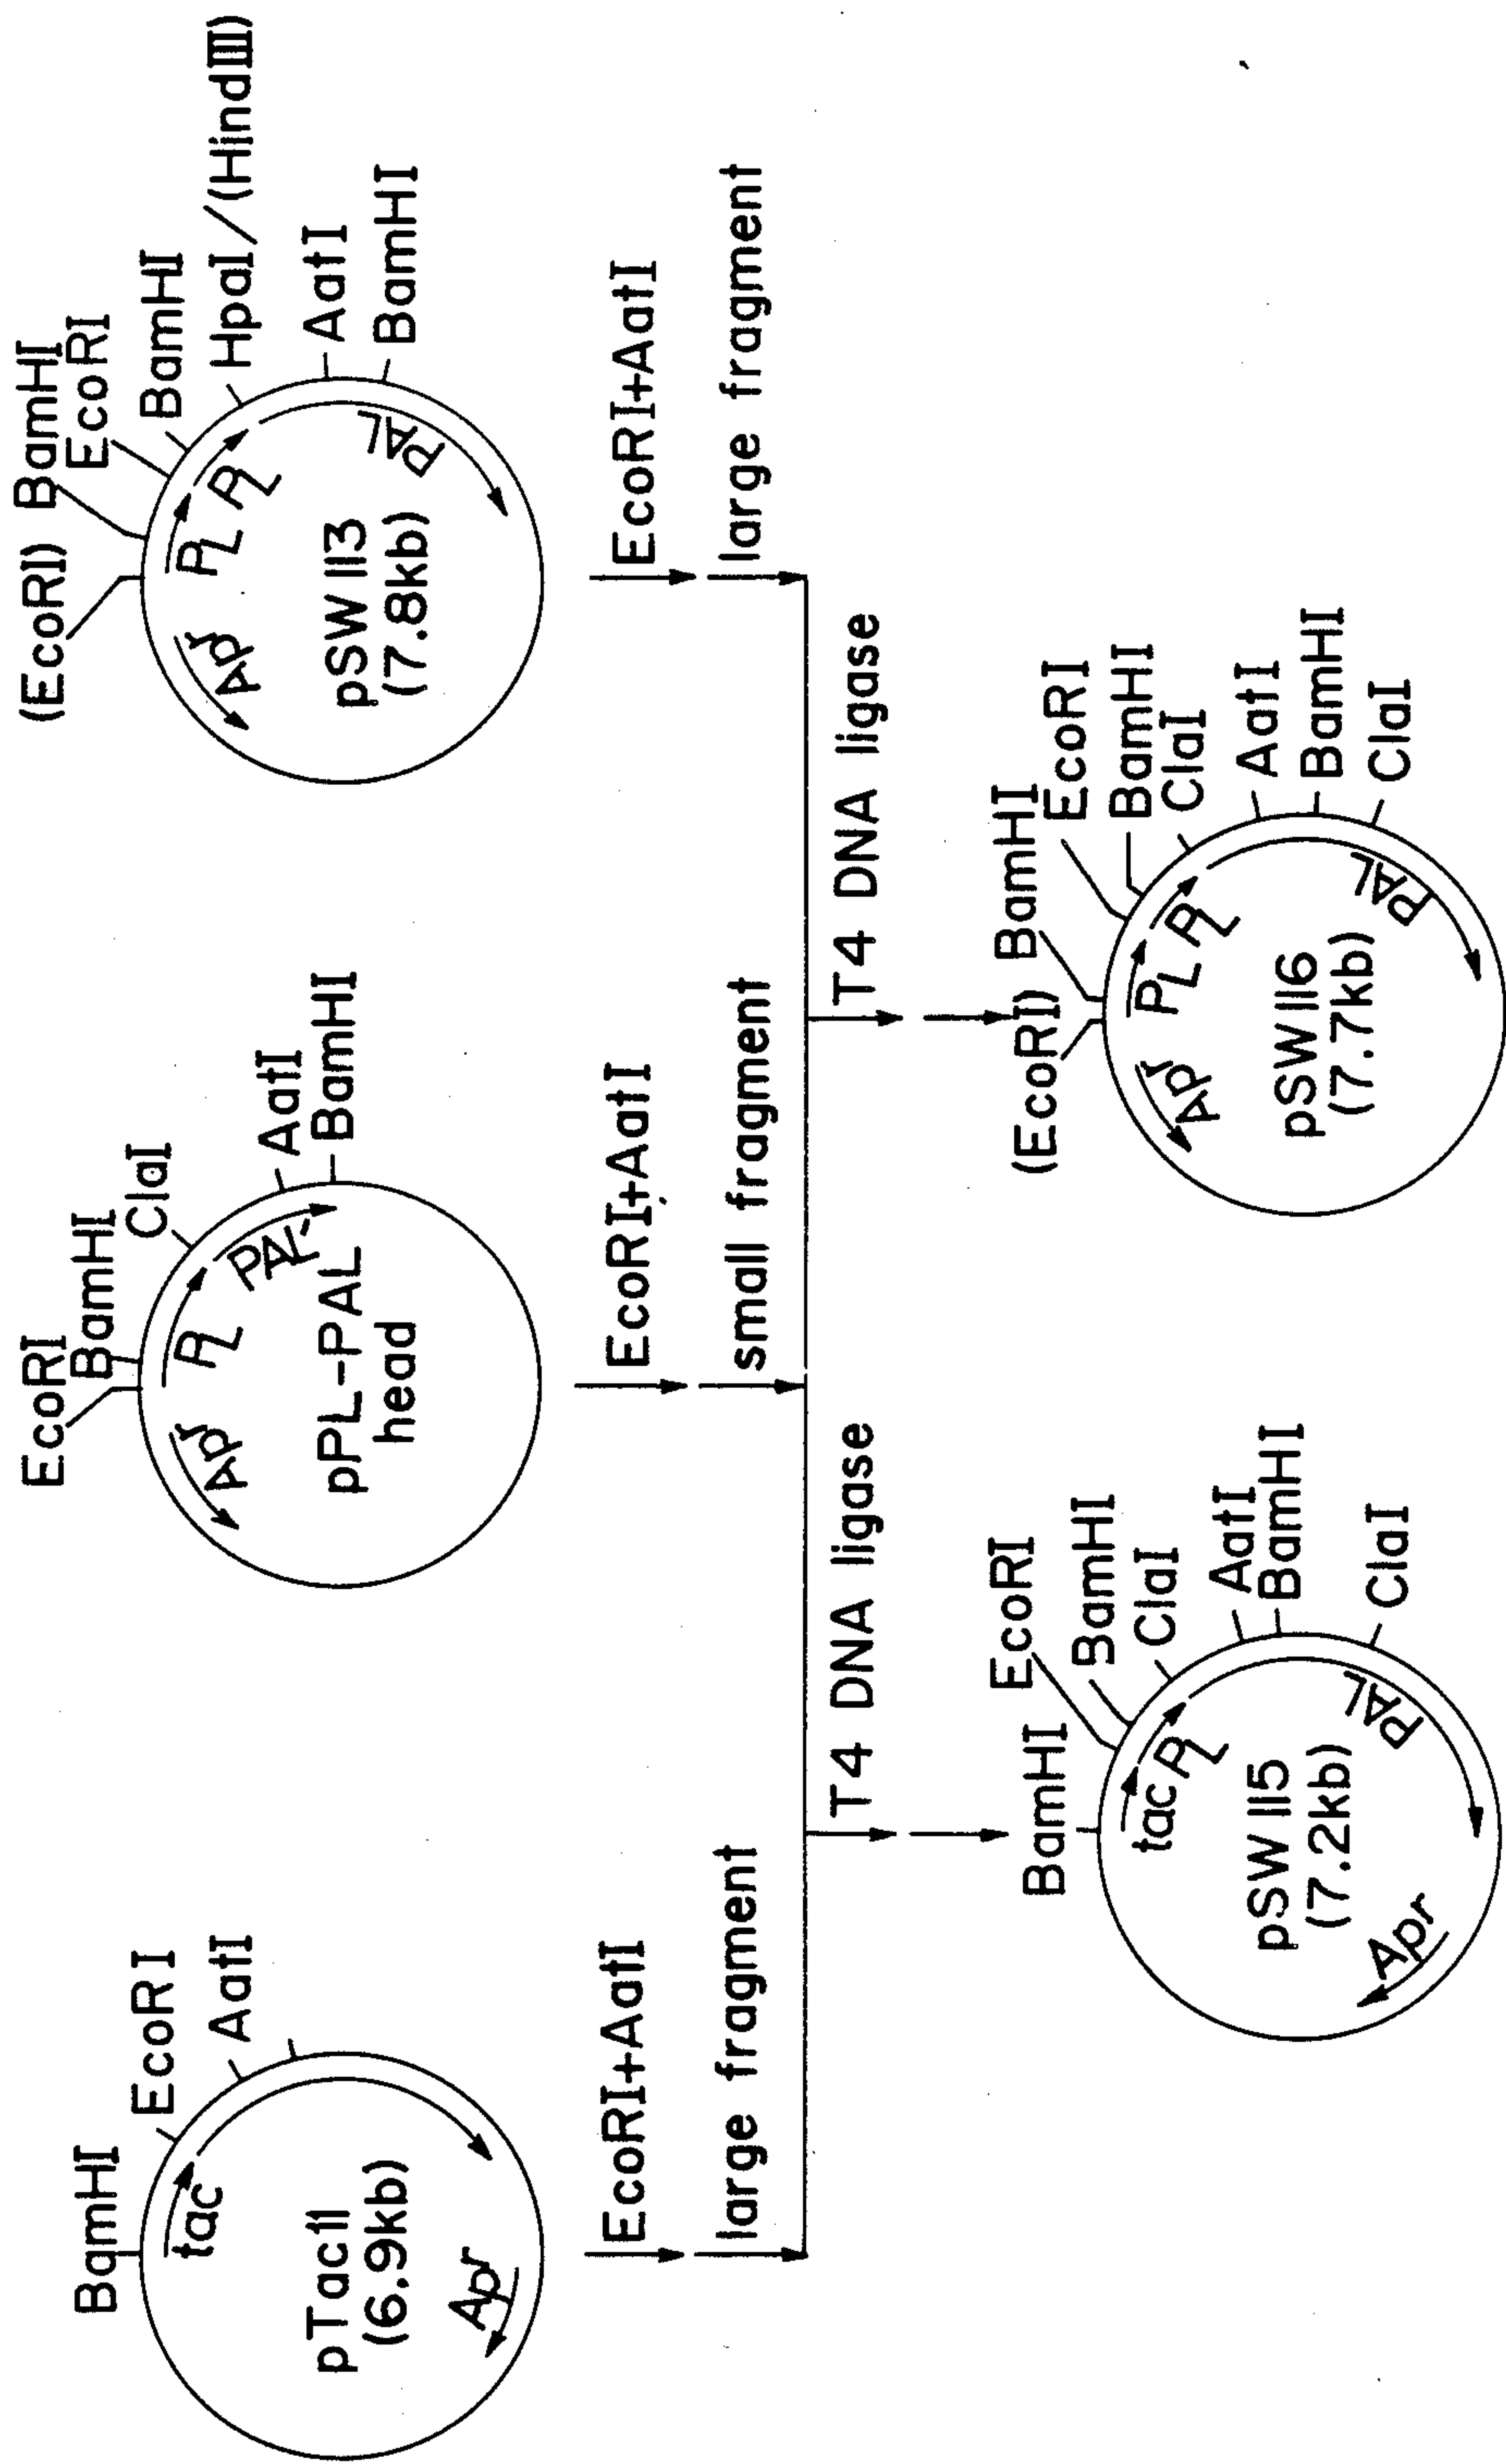 BamHI
EcoRI
AatI
tac
pTac11
(6.9kb)
Apr
EcoRI+AatI
large fragment
EcoRI
BamHI
ClaI
AatI
BamHI
Apr
PL
PAL'
pPL-PAL
head
EcoRI+AatI
small fragment
(EcoRI)
BamHI
EcoRI
BamHI
HpaI/(HindIII)
AatI
BamHI
Apr
PL
PL
PAL
pSW113
(7.8kb)
EcoRI+AatI
large fragment
T4 DNA ligase
BamHI
EcoRI
BamHI
ClaI
AatI
BamHI
ClaI
tac
PL
PAL
pSW115
(7.2kb)
Apr
T4 DNA ligase
(EcoRI)
BamHI
EcoRI
BamHI
ClaI
AatI
BamHI
ClaI
Apr
PL
PL
PAL
pSW116
(7.7kb)